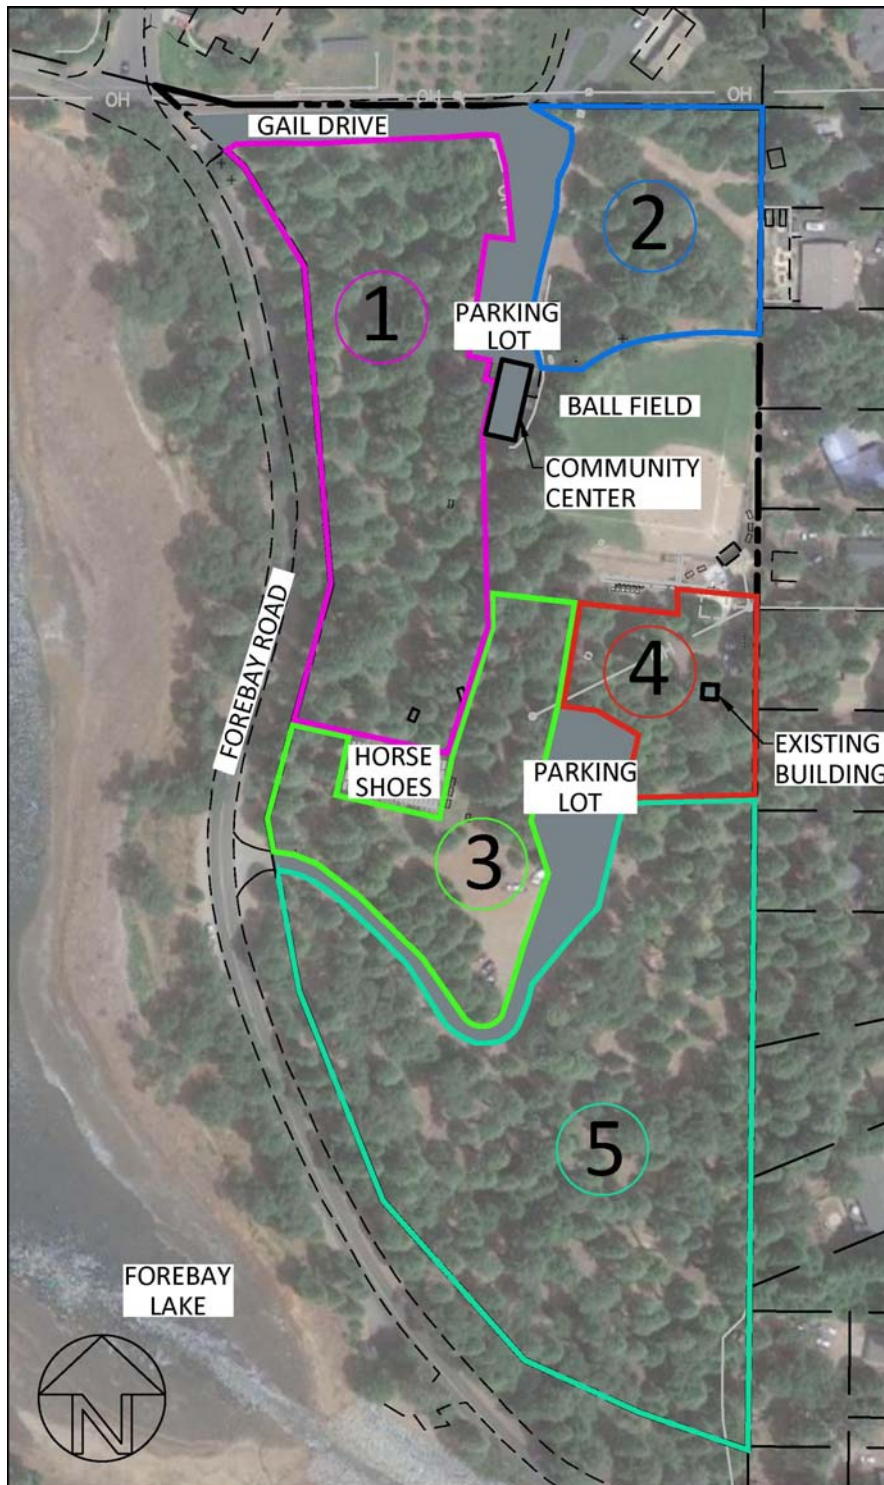 OH
OH
OH
GAIL DRIVE
2
1
PARKING
LOT
BALL FIELD
COMMUNITY
CENTER
FOREBAY ROAD
4
EXISTING
BUILDING
HORSE
SHOES
PARKING
LOT
3
5
FOREBAY
LAKE
N